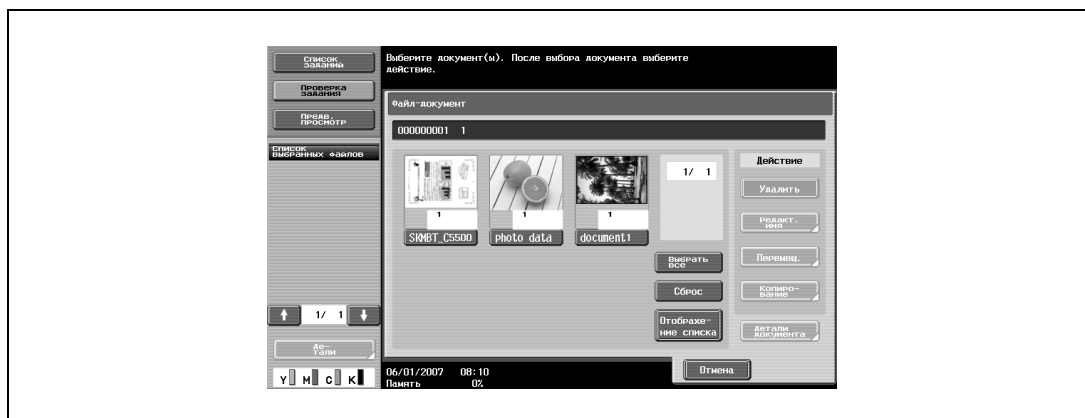 Список
заданий
Проверка
задания
Предв.
просмотр
Список
выбранных файлов
1/ 1
Де-
тали
Y M C K
Выберите документ(ы). После выбора документа выберите
действие.
Файл-документ
000000001 1
1 1 1
SKMBT_C5500 photo data document1
1/ 1
Выбрать
все
Сброс
Отображе-
ние списка
Действие
Удалить
Редакт.
имя
Перемещ.
Копиро-
вание
Детали
документа
Отмена
06/01/2007 08:10
Память 0%